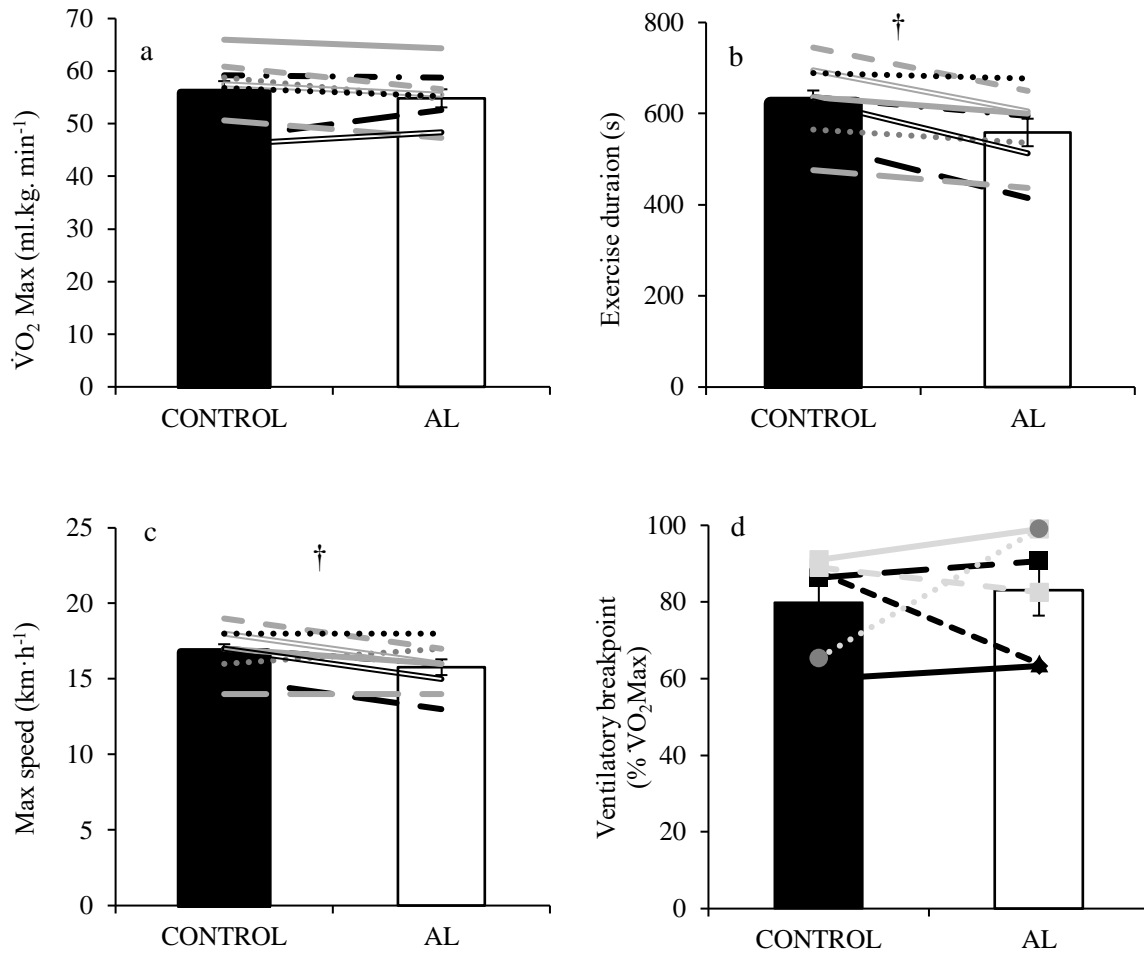 a
V̇O₂ Max (ml.kg. min⁻¹)
70
60
50
40
30
20
10
0
CONTROL AL
b
†
Exercise duraion (s)
800
600
400
200
0
CONTROL AL
c
†
Max speed (km·h⁻¹)
25
20
15
10
5
0
CONTROL AL
d
Ventilatory breakpoint
(% V̇O₂Max)
100
80
60
40
20
0
CONTROL AL